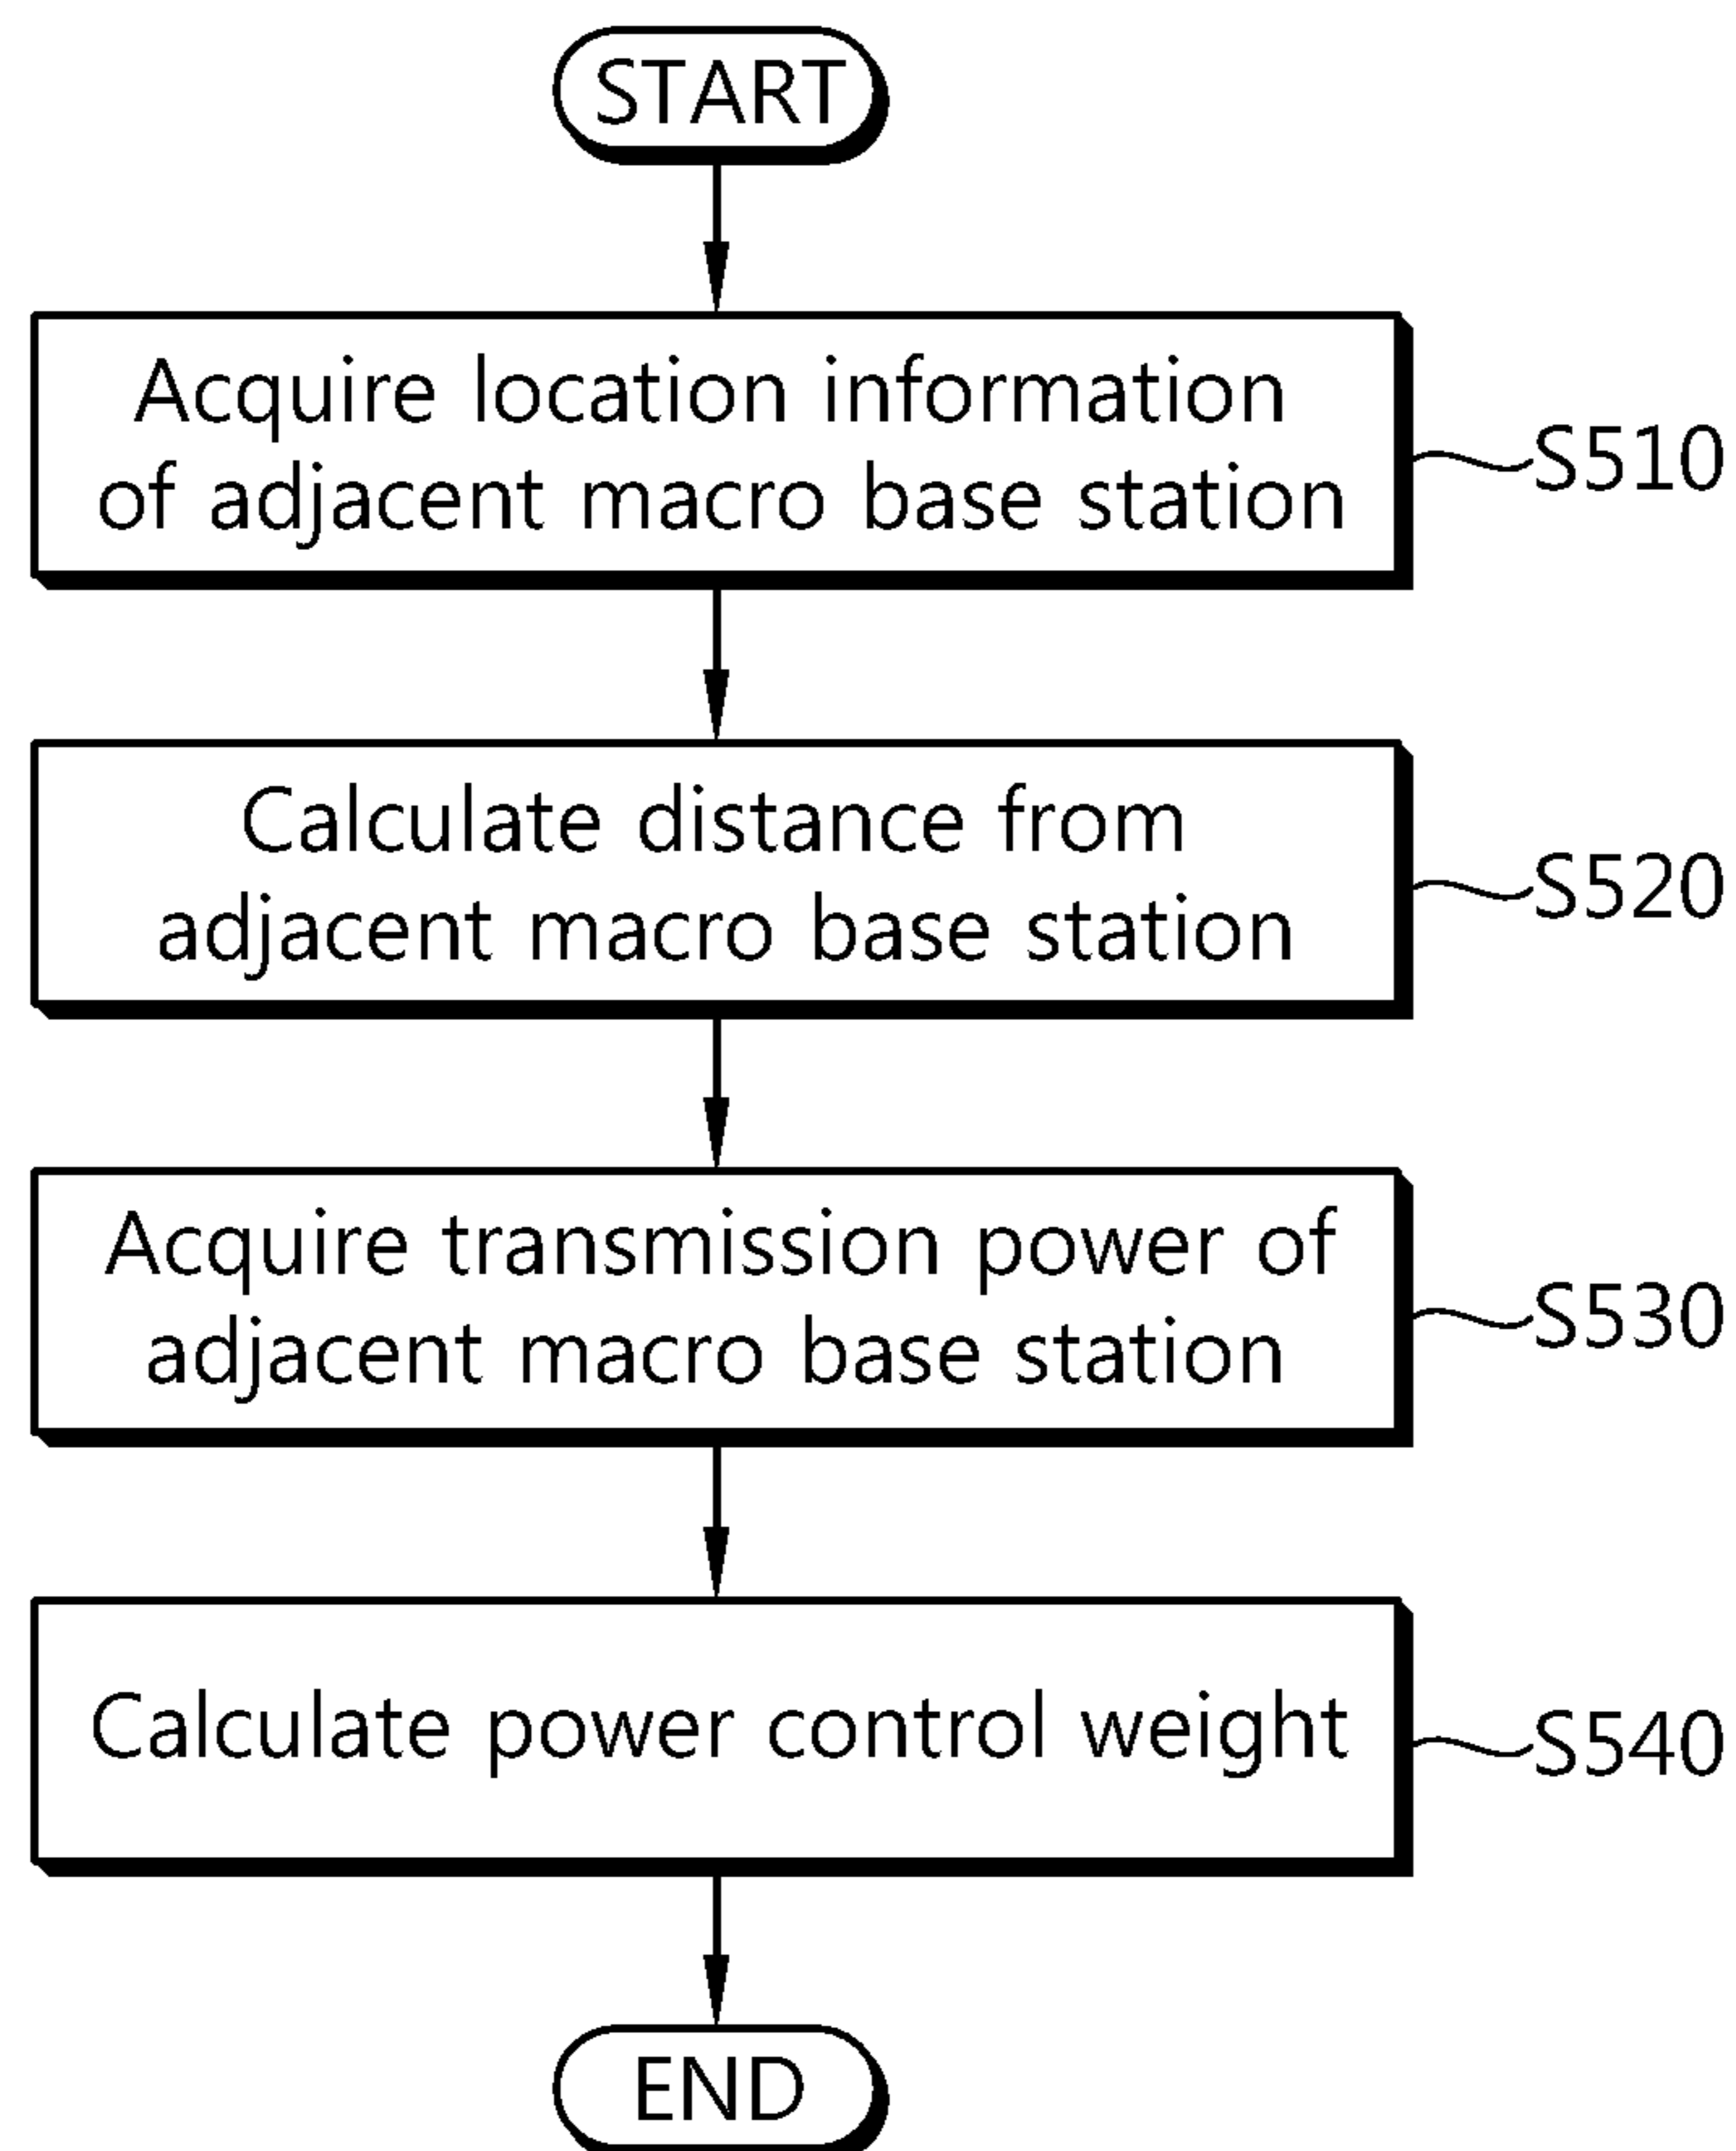 START
Acquire location information
of adjacent macro base station
S510
Calculate distance from
adjacent macro base station
S520
Acquire transmission power of
adjacent macro base station
S530
Calculate power control weight
S540
END